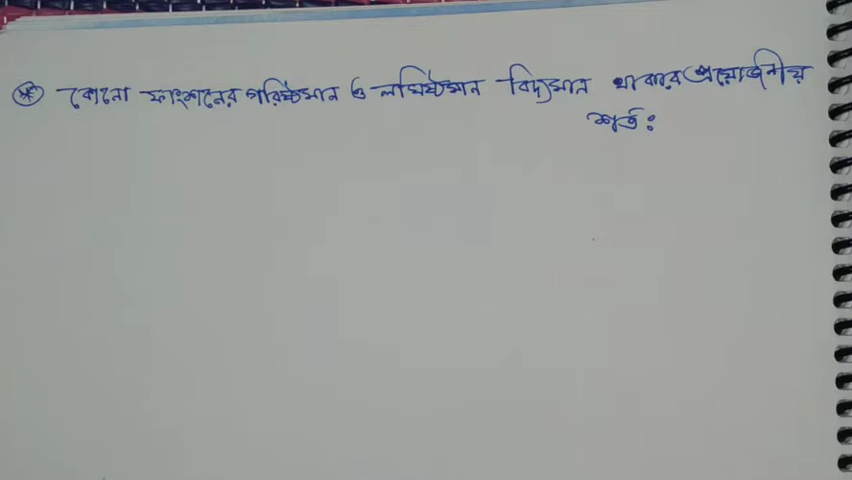 ⊛ কোনো ফাংশনের গরিষ্ঠমান ও লঘিষ্ঠমান বিদ্যমান থাকার প্রয়োজনীয়
শর্ত :